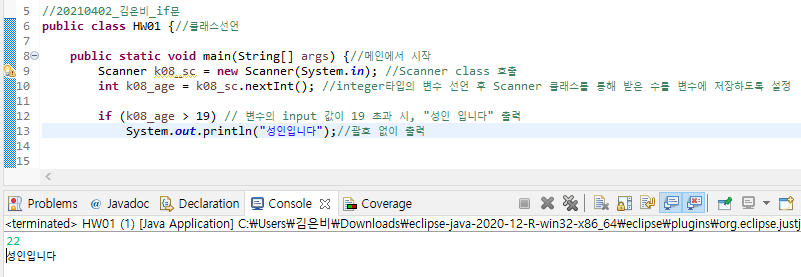 5 //20210402_김은비_if문
6 public class HW01 {//클래스선언
7
8 public static void main(String[] args) {//메인에서 시작
9 Scanner k08_sc = new Scanner(System.in); //Scanner class 호출
10 int k08_age = k08_sc.nextInt(); //integer타입의 변수 선언 후 Scanner 클래스를 통해 받은 수를 변수에 저장하도록 설정
11
12 if (k08_age > 19) // 변수의 input 값이 19 초과 시, "성인 입니다" 출력
13 System.out.println("성인입니다");//괄호 없이 출력
14
15
Problems @ Javadoc Declaration Console Coverage
<terminated> HW01 (1) [Java Application] C:₩Users₩김은비₩Downloads₩eclipse-java-2020-12-R-win32-x86_64₩eclipse₩plugins₩org.eclipse.justj
22
성인입니다